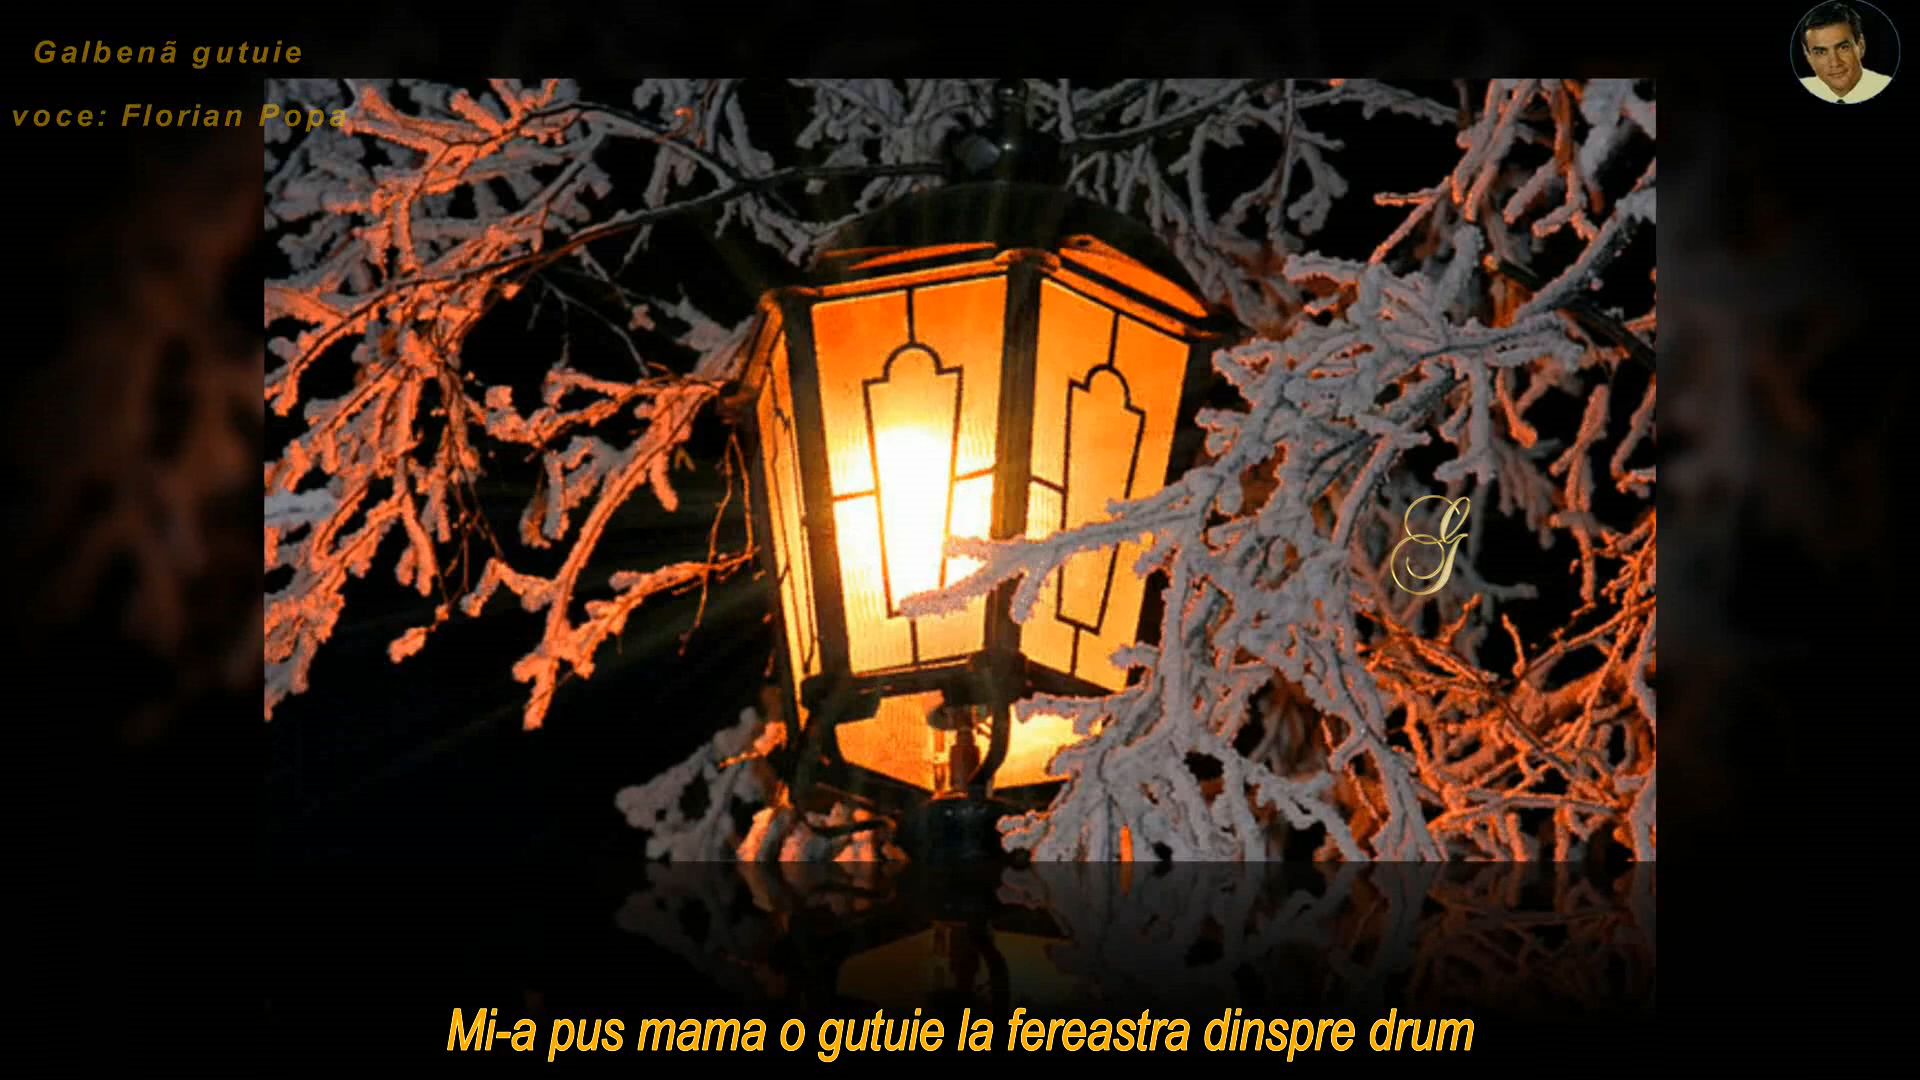 Galbenã gutuie
voce: Florian Popa
G
Mi-a pus mama o gutuie la fereastra dinspre drum